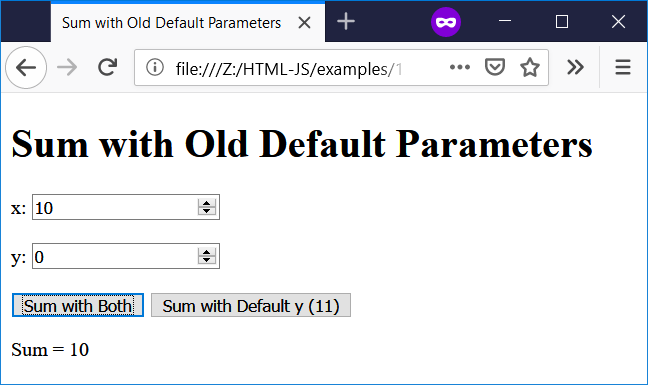 Sum with Old Default Parameters
file:///Z:/HTML-JS/examples/1
Sum with Old Default Parameters
x: 10
y: 0
Sum with Both Sum with Default y (11)
Sum = 10